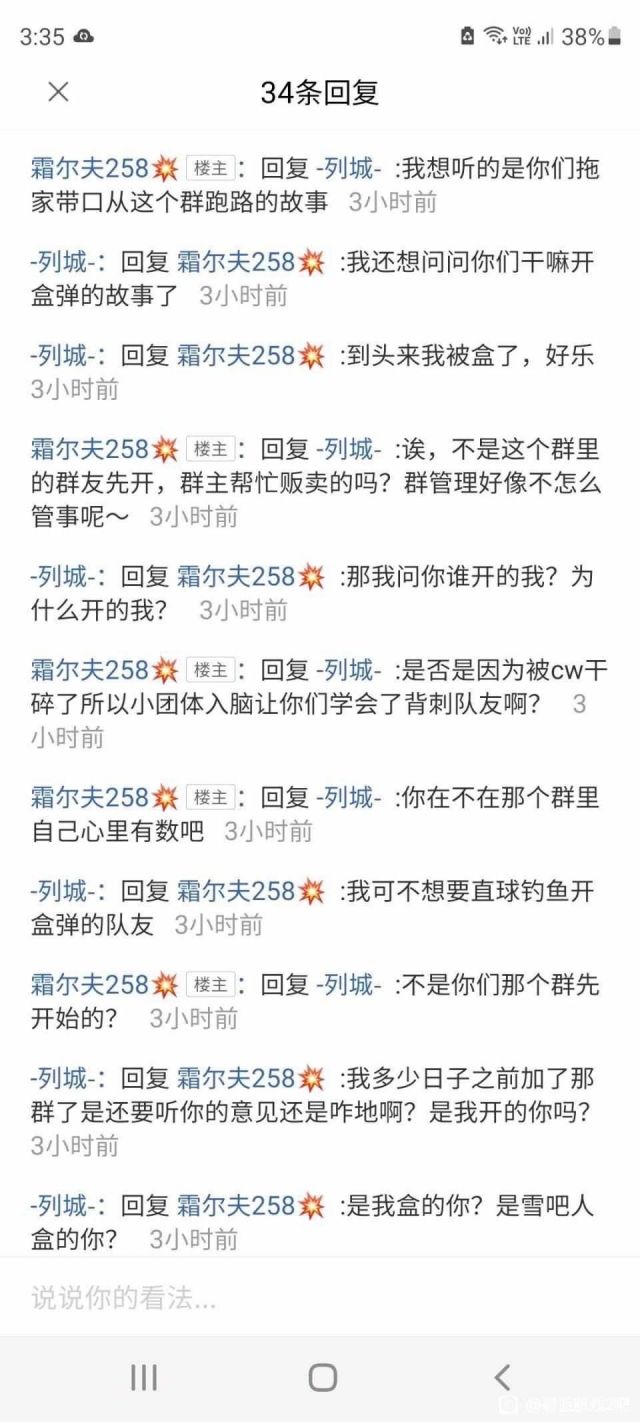 3:35 VoLTE 38%
34条回复
霜尔夫258💥 楼主：回复 -列城- :我想听的是你们拖
家带口从这个群跑路的故事 3小时前
-列城-：回复 霜尔夫258💥 :我还想问问你们干嘛开
盒弹的故事了 3小时前
-列城-：回复 霜尔夫258💥 :到头来我被盒了，好乐
3小时前
霜尔夫258💥 楼主：回复 -列城- :诶，不是这个群里
的群友先开，群主帮忙贩卖的吗？群管理好像不怎么
管事呢～ 3小时前
-列城-：回复 霜尔夫258💥 :那我问你谁开的我？为
什么开的我？ 3小时前
霜尔夫258💥 楼主：回复 -列城- :是否是因为被cw干
碎了所以小团体入脑让你们学会了背刺队友啊？ 3
小时前
霜尔夫258💥 楼主：回复 -列城- :你在不在那个群里
自己心里有数吧 3小时前
-列城-：回复 霜尔夫258💥 :我可不想要直球钓鱼开
盒弹的队友 3小时前
霜尔夫258💥 楼主：回复 -列城- :不是你们那个群先
开始的？ 3小时前
-列城-：回复 霜尔夫258💥 :我多少日子之前加了那
群了是还要听你的意见还是咋地啊？是我开的你吗？
3小时前
-列城-：回复 霜尔夫258💥 :是我盒的你？是雪吧人
盒的你？ 3小时前
说说你的看法...